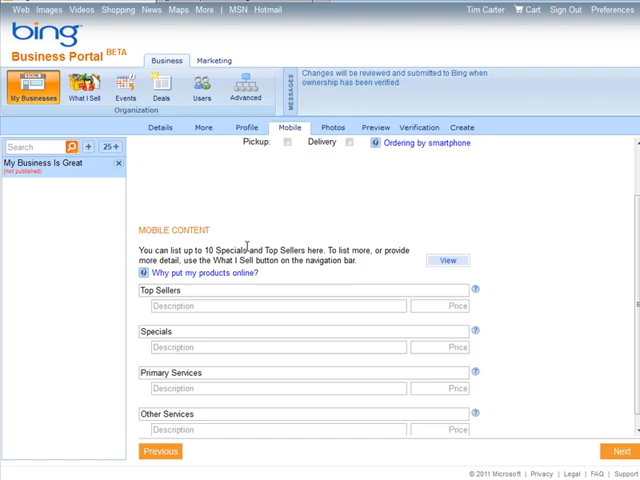 Web Images Videos Shopping News Maps More | MSN Hotmail
Tim Carter Cart Sign Out Preferences
bing
Business Portal BETA
Business Marketing
My Businesses What I Sell Events Deals Users Advanced
Organization
MESSAGES
Changes will be reviewed and submitted to Bing when
ownership has been verified.
Search 25+
Details More Profile Mobile Photos Preview Verification Create
My Business Is Great
(not published)
Pickup: Delivery Ordering by smartphone
MOBILE CONTENT
You can list up to 10 Specials and Top Sellers here. To list more, or provide
more detail, use the What I Sell button on the navigation bar.
View
Why put my products online?
Top Sellers
Description Price
Specials
Description Price
Primary Services
Description Price
Other Services
Description Price
Previous Next
© 2011 Microsoft | Privacy | Legal | FAQ | Support